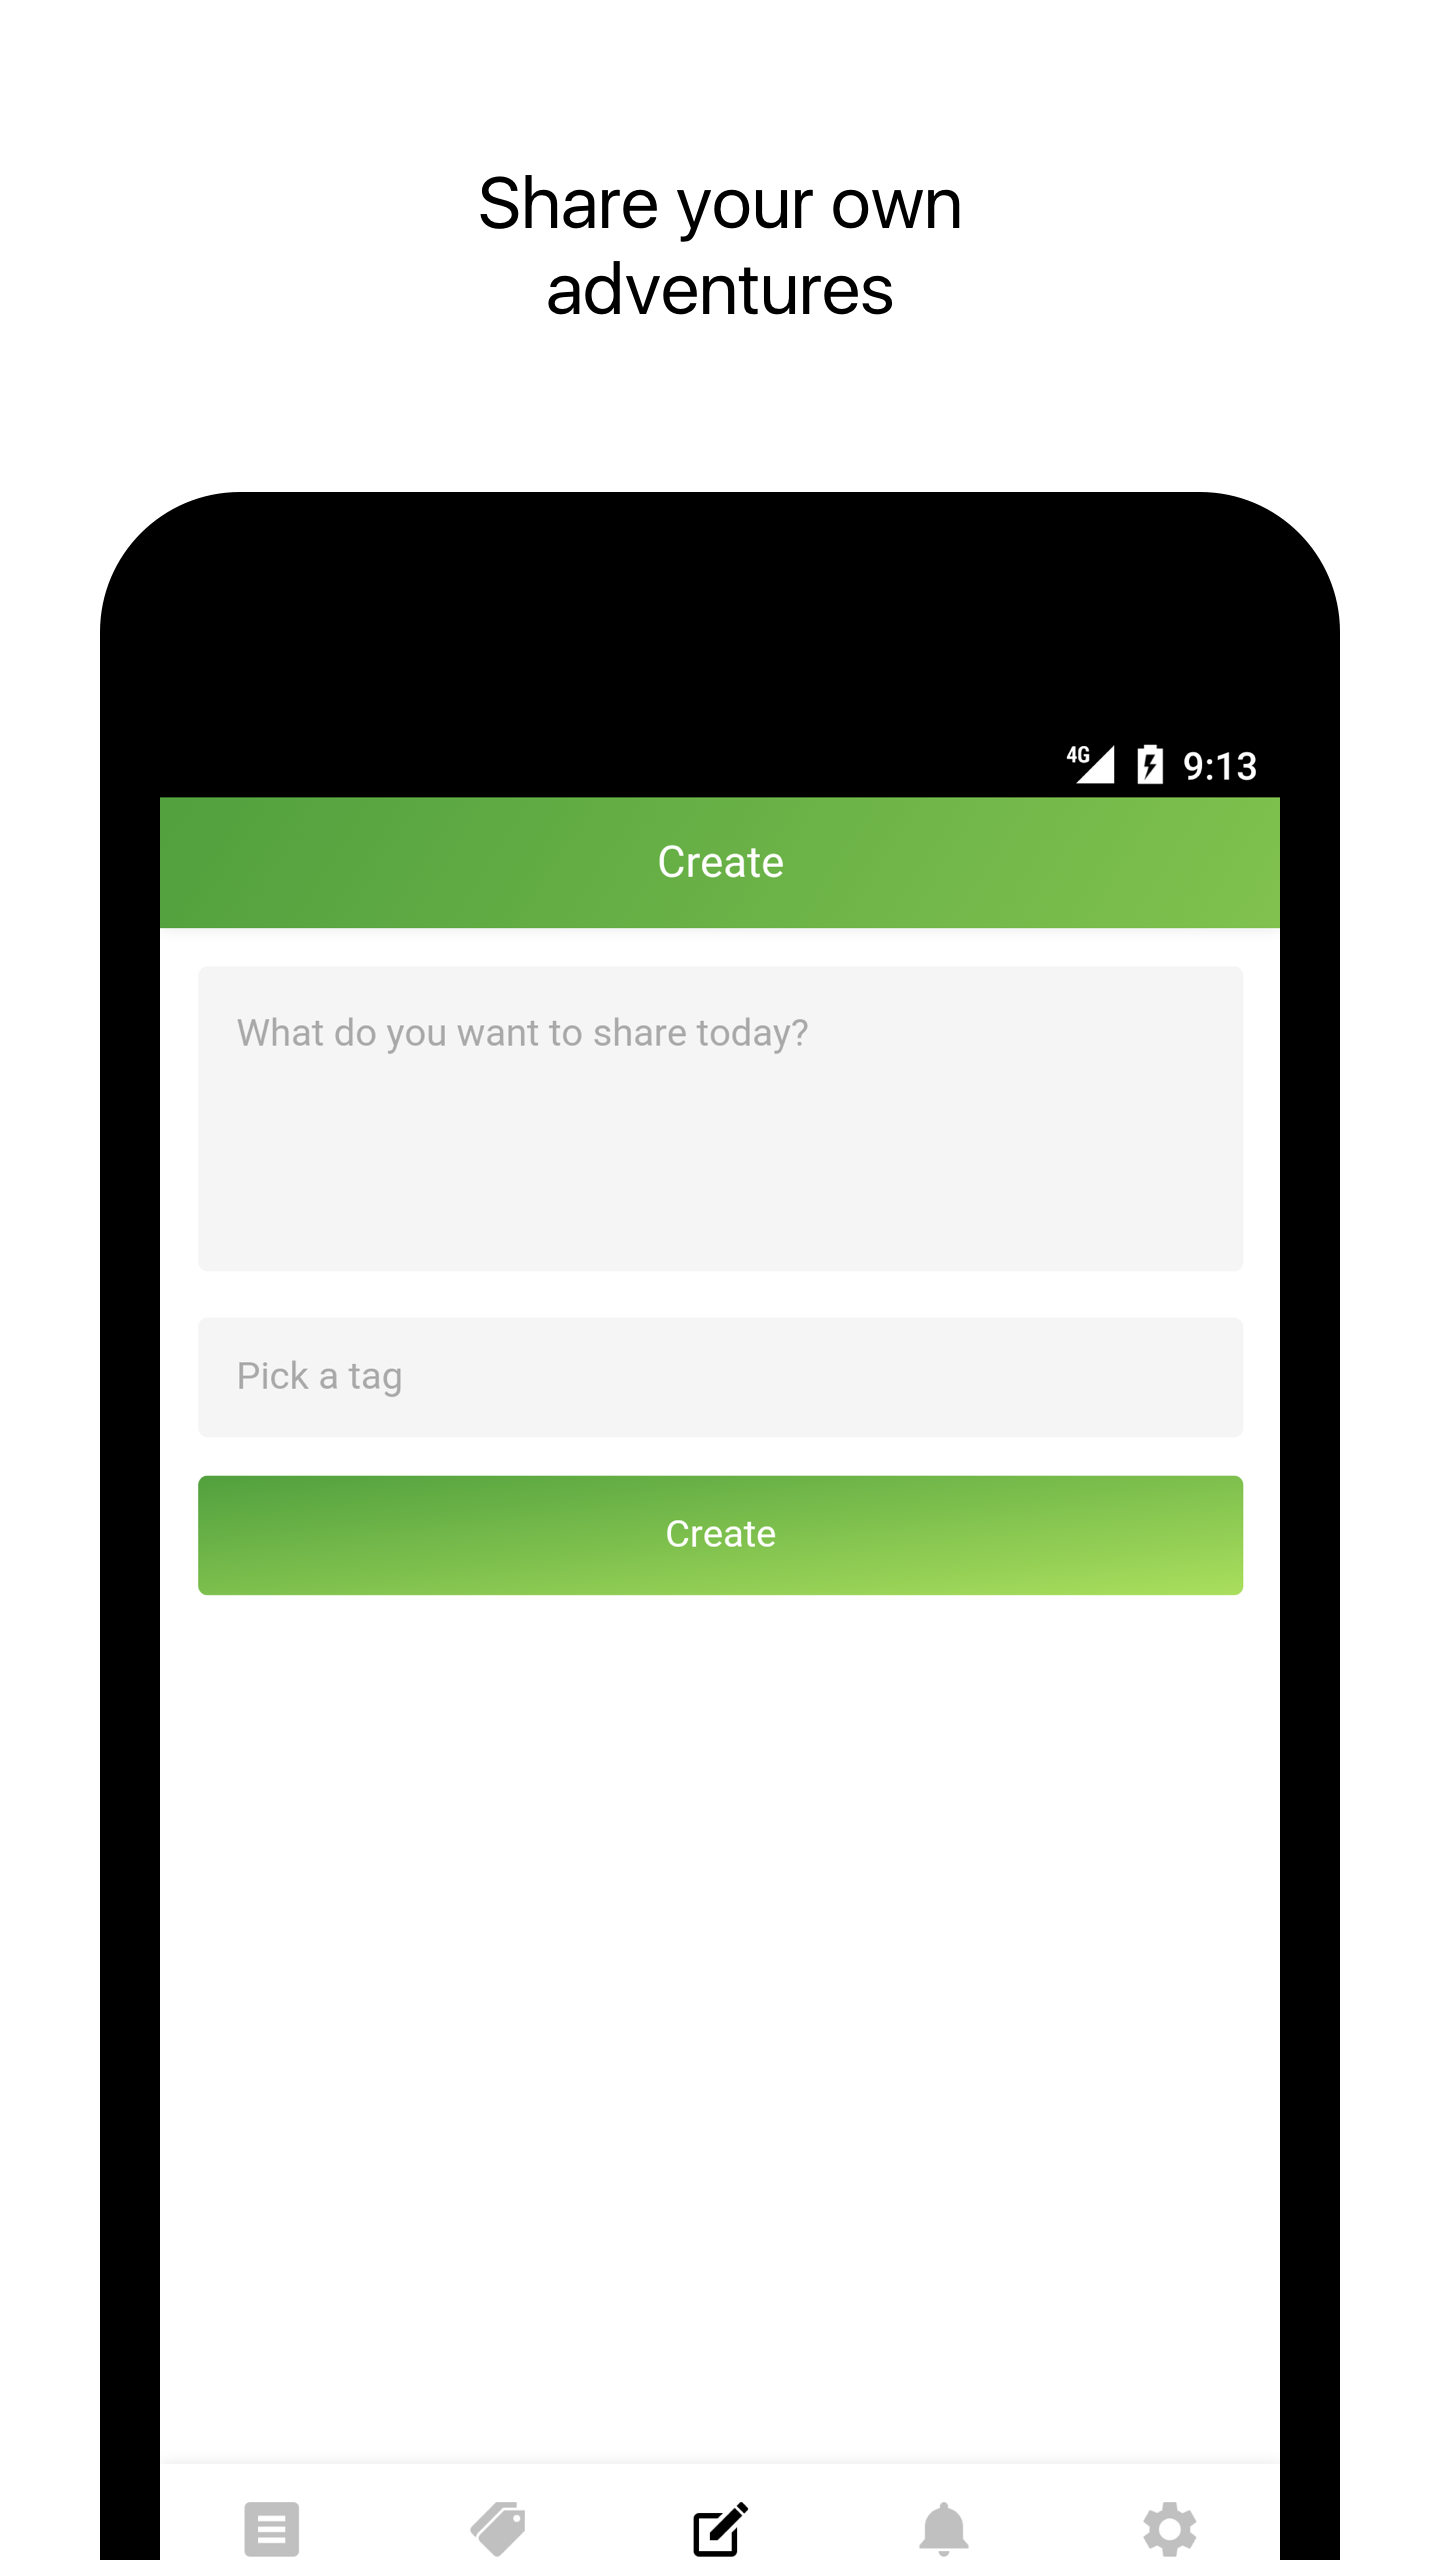 Share your own
adventures
4G 9:13
Create
What do you want to share today?
Pick a tag
Create